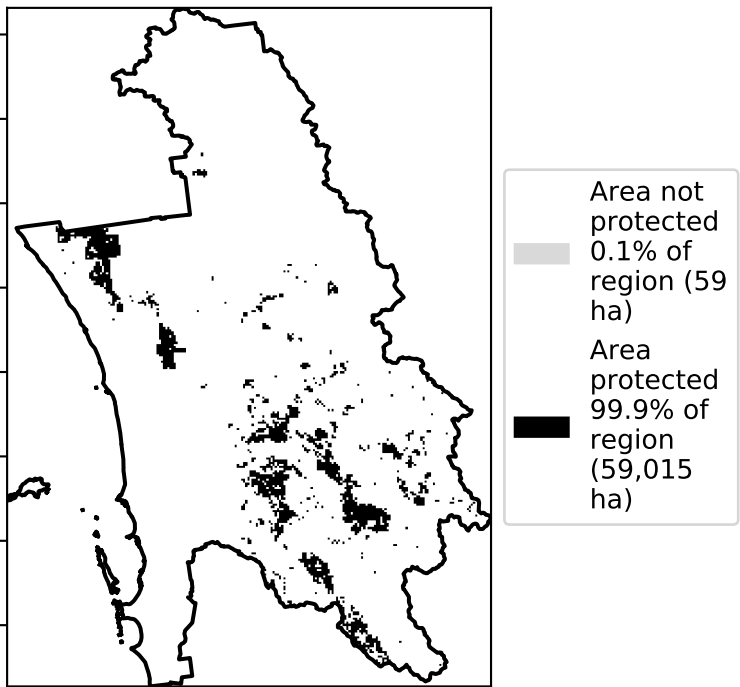 Area not
protected
0.1% of
region (59
ha)
Area
protected
99.9% of
region
(59,015
ha)